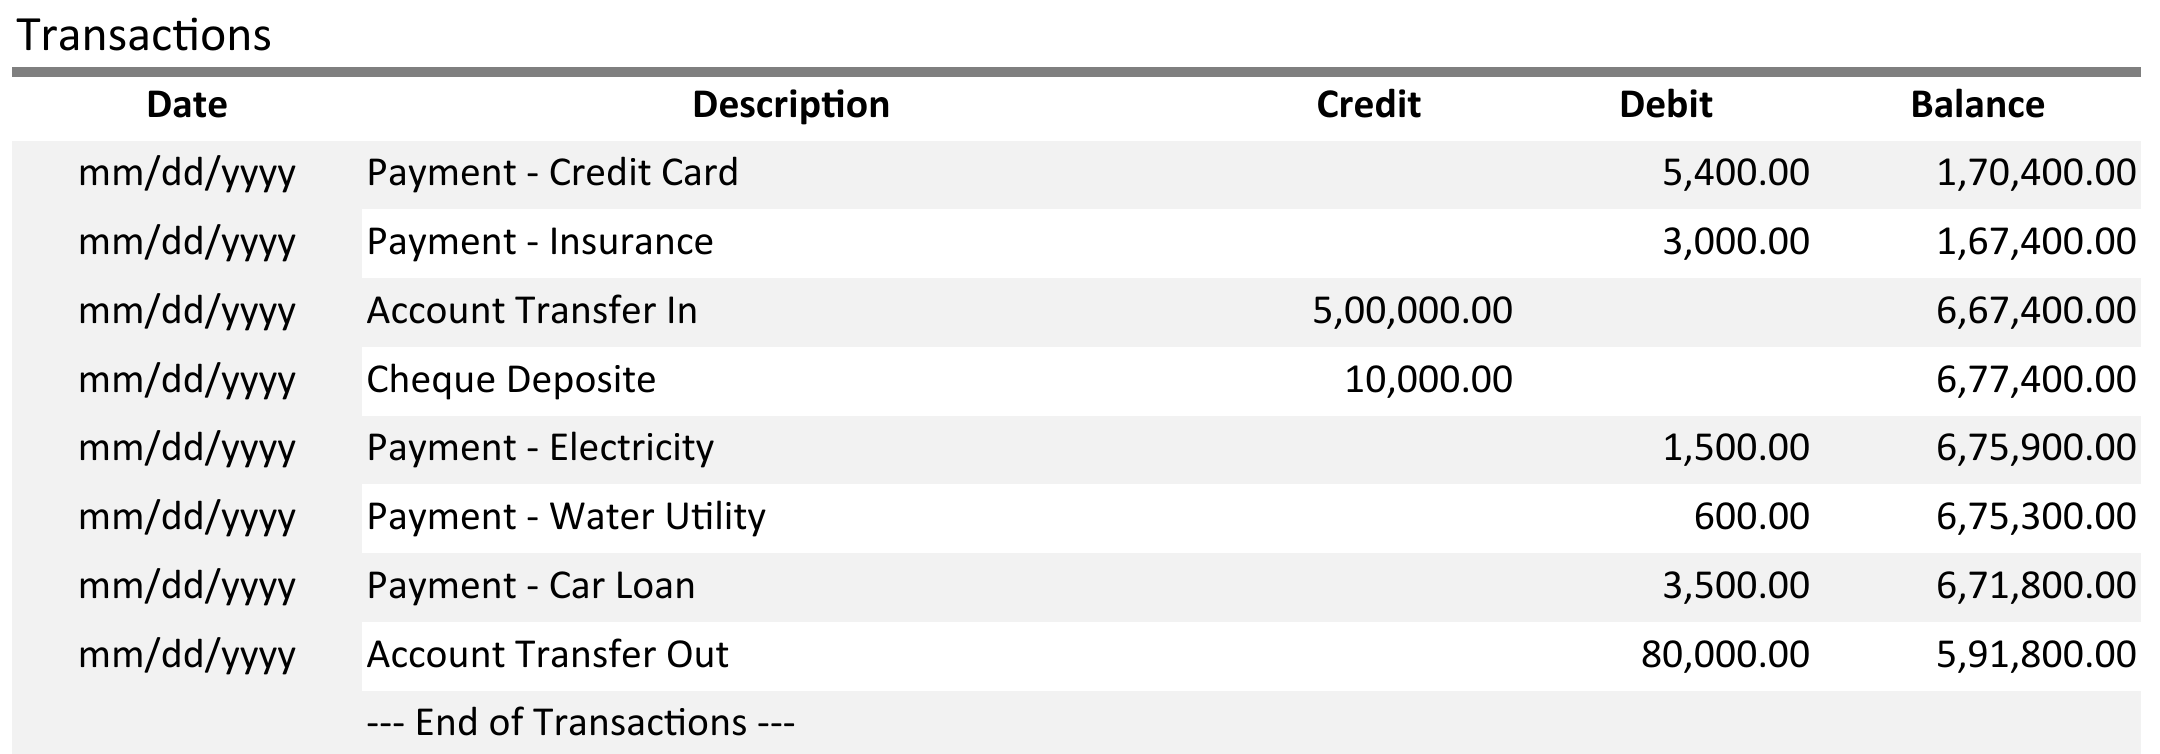 Transactions
Date Description Credit Debit Balance
mm/dd/yyyy Payment - Credit Card 5,400.00 1,70,400.00
mm/dd/yyyy Payment - Insurance 3,000.00 1,67,400.00
mm/dd/yyyy Account Transfer In 5,00,000.00 6,67,400.00
mm/dd/yyyy Cheque Deposite 10,000.00 6,77,400.00
mm/dd/yyyy Payment - Electricity 1,500.00 6,75,900.00
mm/dd/yyyy Payment - Water Utility 600.00 6,75,300.00
mm/dd/yyyy Payment - Car Loan 3,500.00 6,71,800.00
mm/dd/yyyy Account Transfer Out 80,000.00 5,91,800.00
--- End of Transactions ---